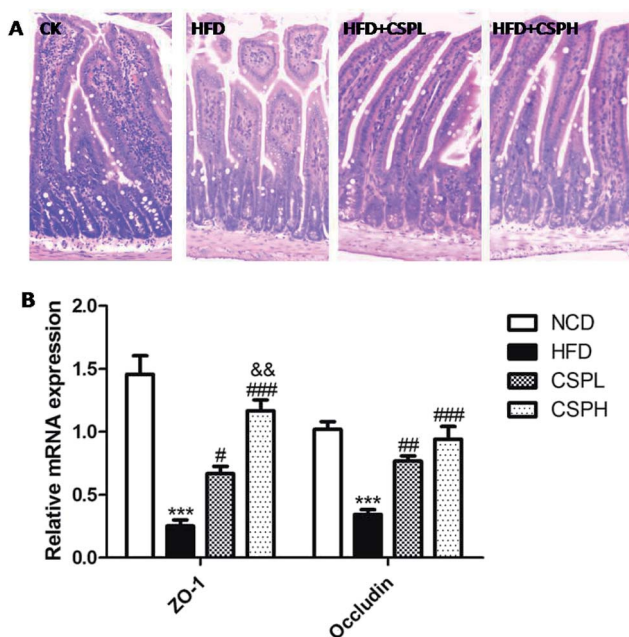 A
CK
HFD
HFD+CSPL
HFD+CSPH
B
Relative mRNA expression
2.0
1.5
1.0
0.5
0.0
***
#
&&
###
***
##
###
ZO-1
Occludin
NCD
HFD
CSPL
CSPH